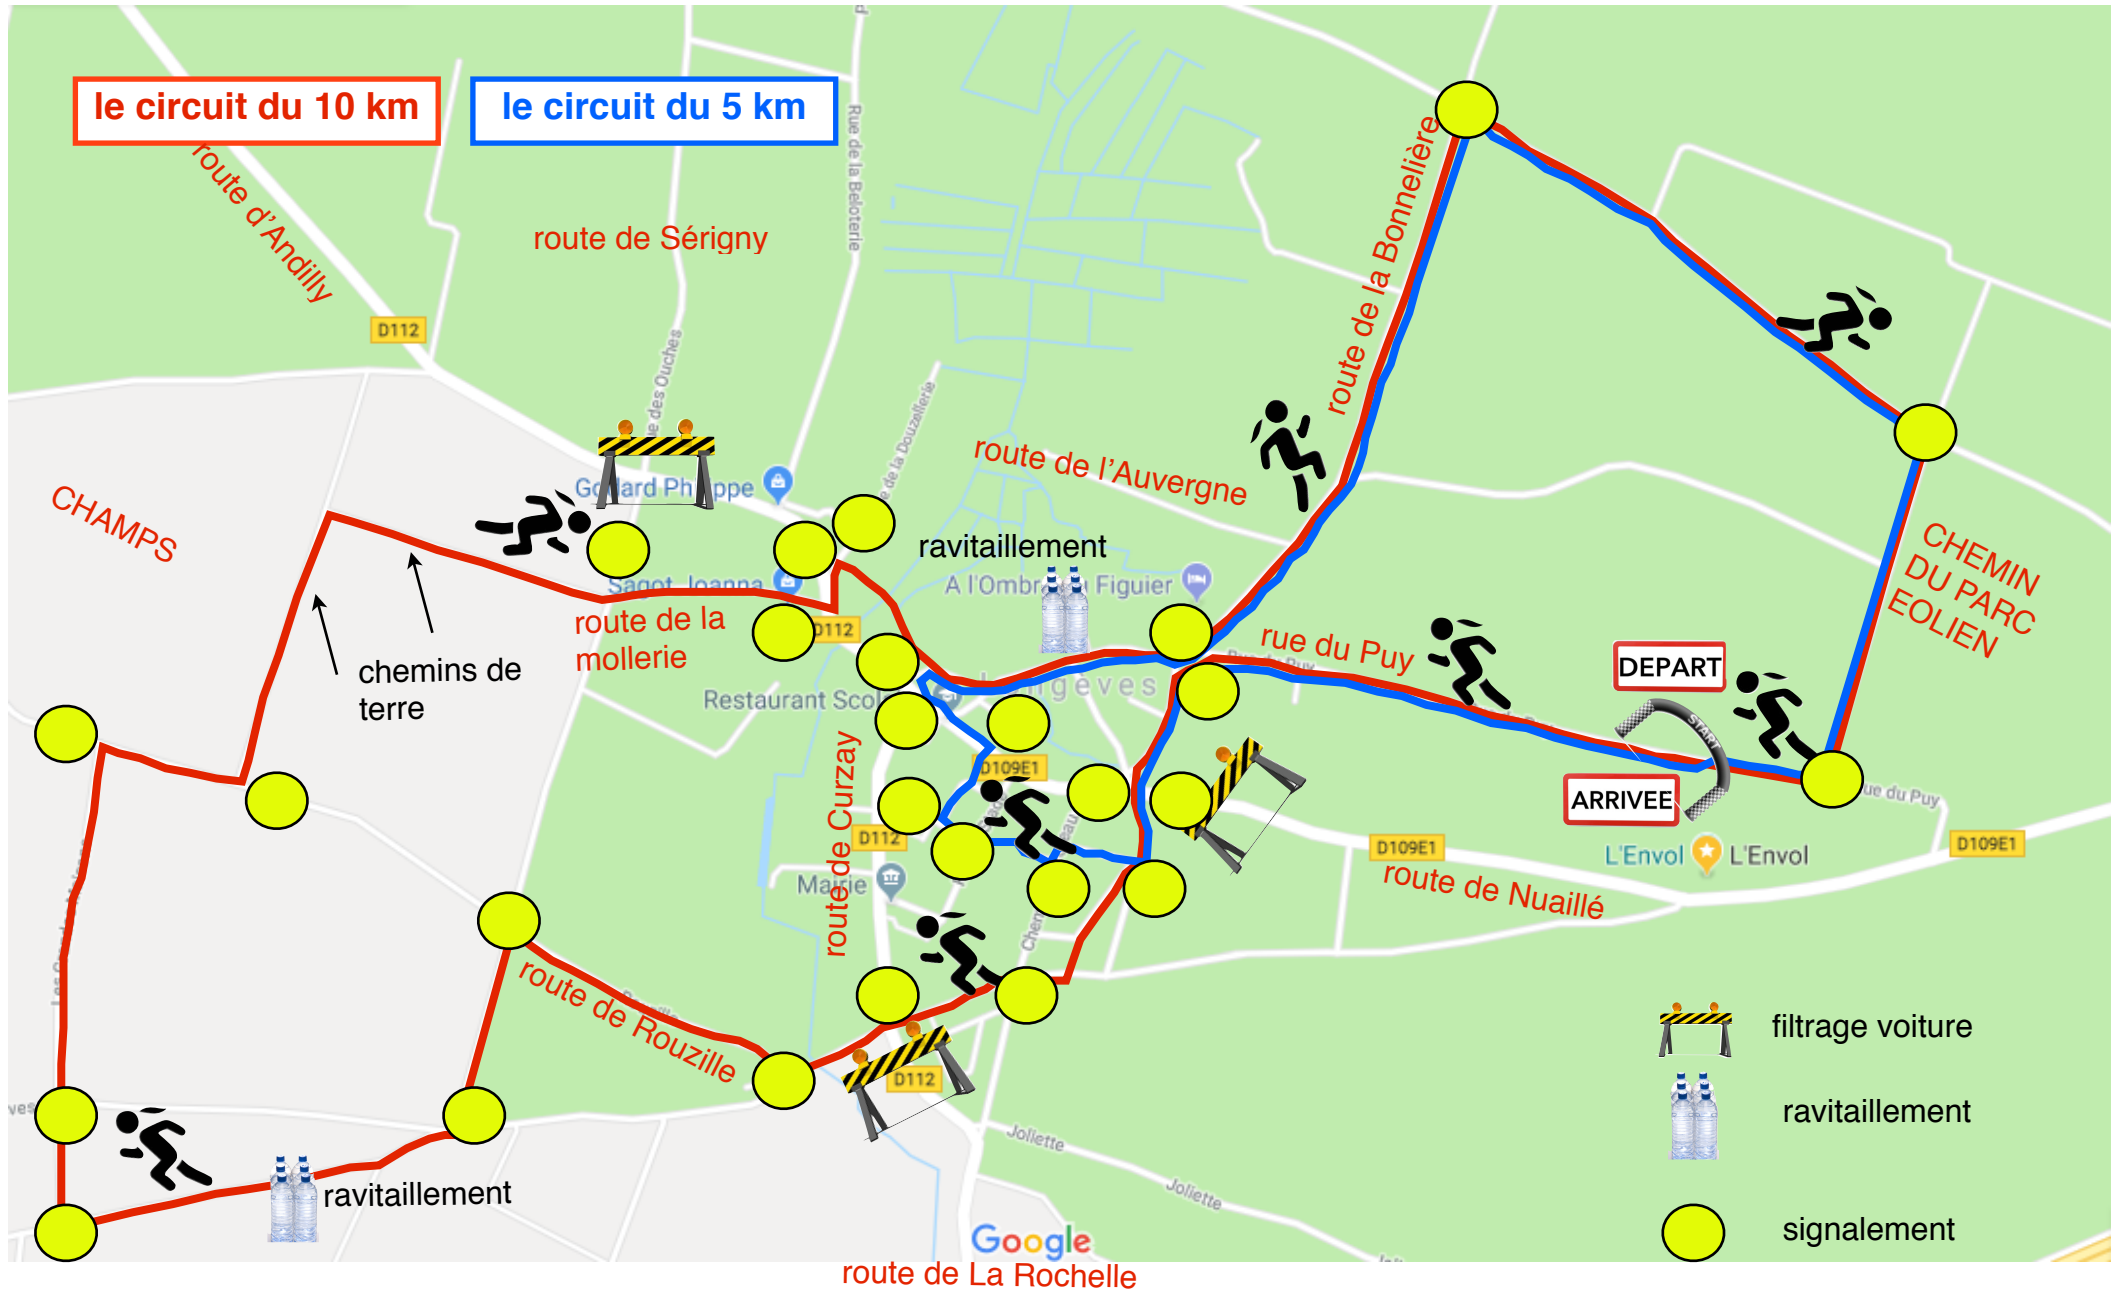 le circuit du 10 km
le circuit du 5 km
route d'Andilly
route de Sérigny
Rue de la Beloterie
route de la Bonnelière
D112
route de l'Auvergne
CHAMPS
ravitaillement
A l'Ombre du Figuier
route de la
mollerie
D112
chemins de
terre
rue du Puy
CHEMIN
DU PARC
EOLIEN
DEPART
START
ARRIVEE
Restaurant
route de Curzay
D109E1
D112
Mairie
D109E1
D109E1
L'Envol
L'Envol
route de Nuaillé
route de Rouzille
D112
Jollette
Jollette
ravitaillement
filtrage voiture
ravitaillement
signalement
Google
route de La Rochelle